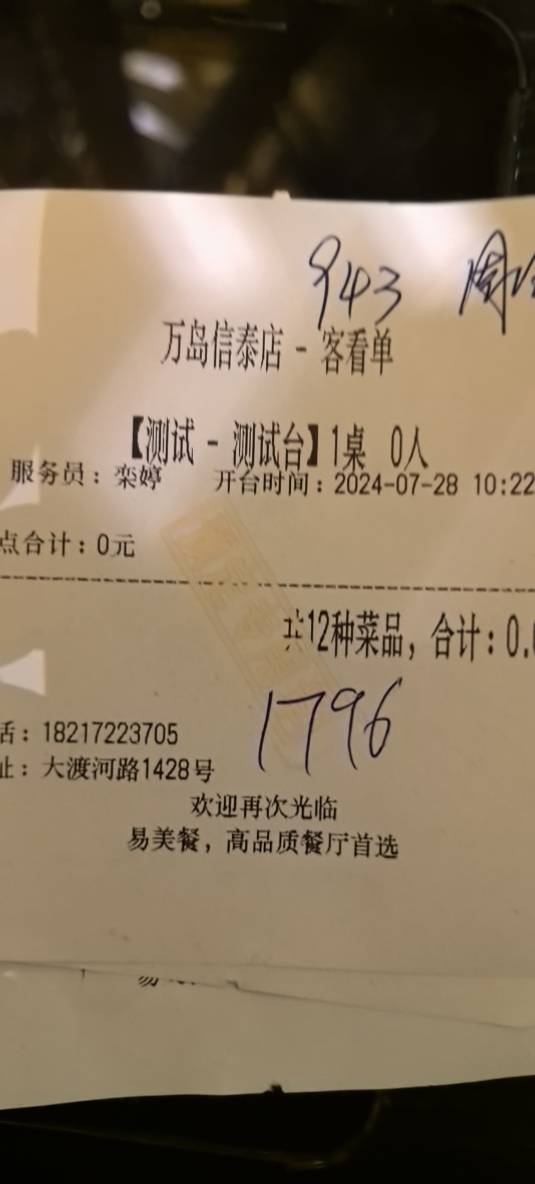 943
万岛信泰店 - 客看单
【测试 - 测试台】1桌 0人
服务员：栾婷 开台时间：2024-07-28 10:22
点合计：0元
共12种菜品，合计：0.
1796
话：18217223705
址：大渡河路1428号
欢迎再次光临
易美餐，高品质餐厅首选